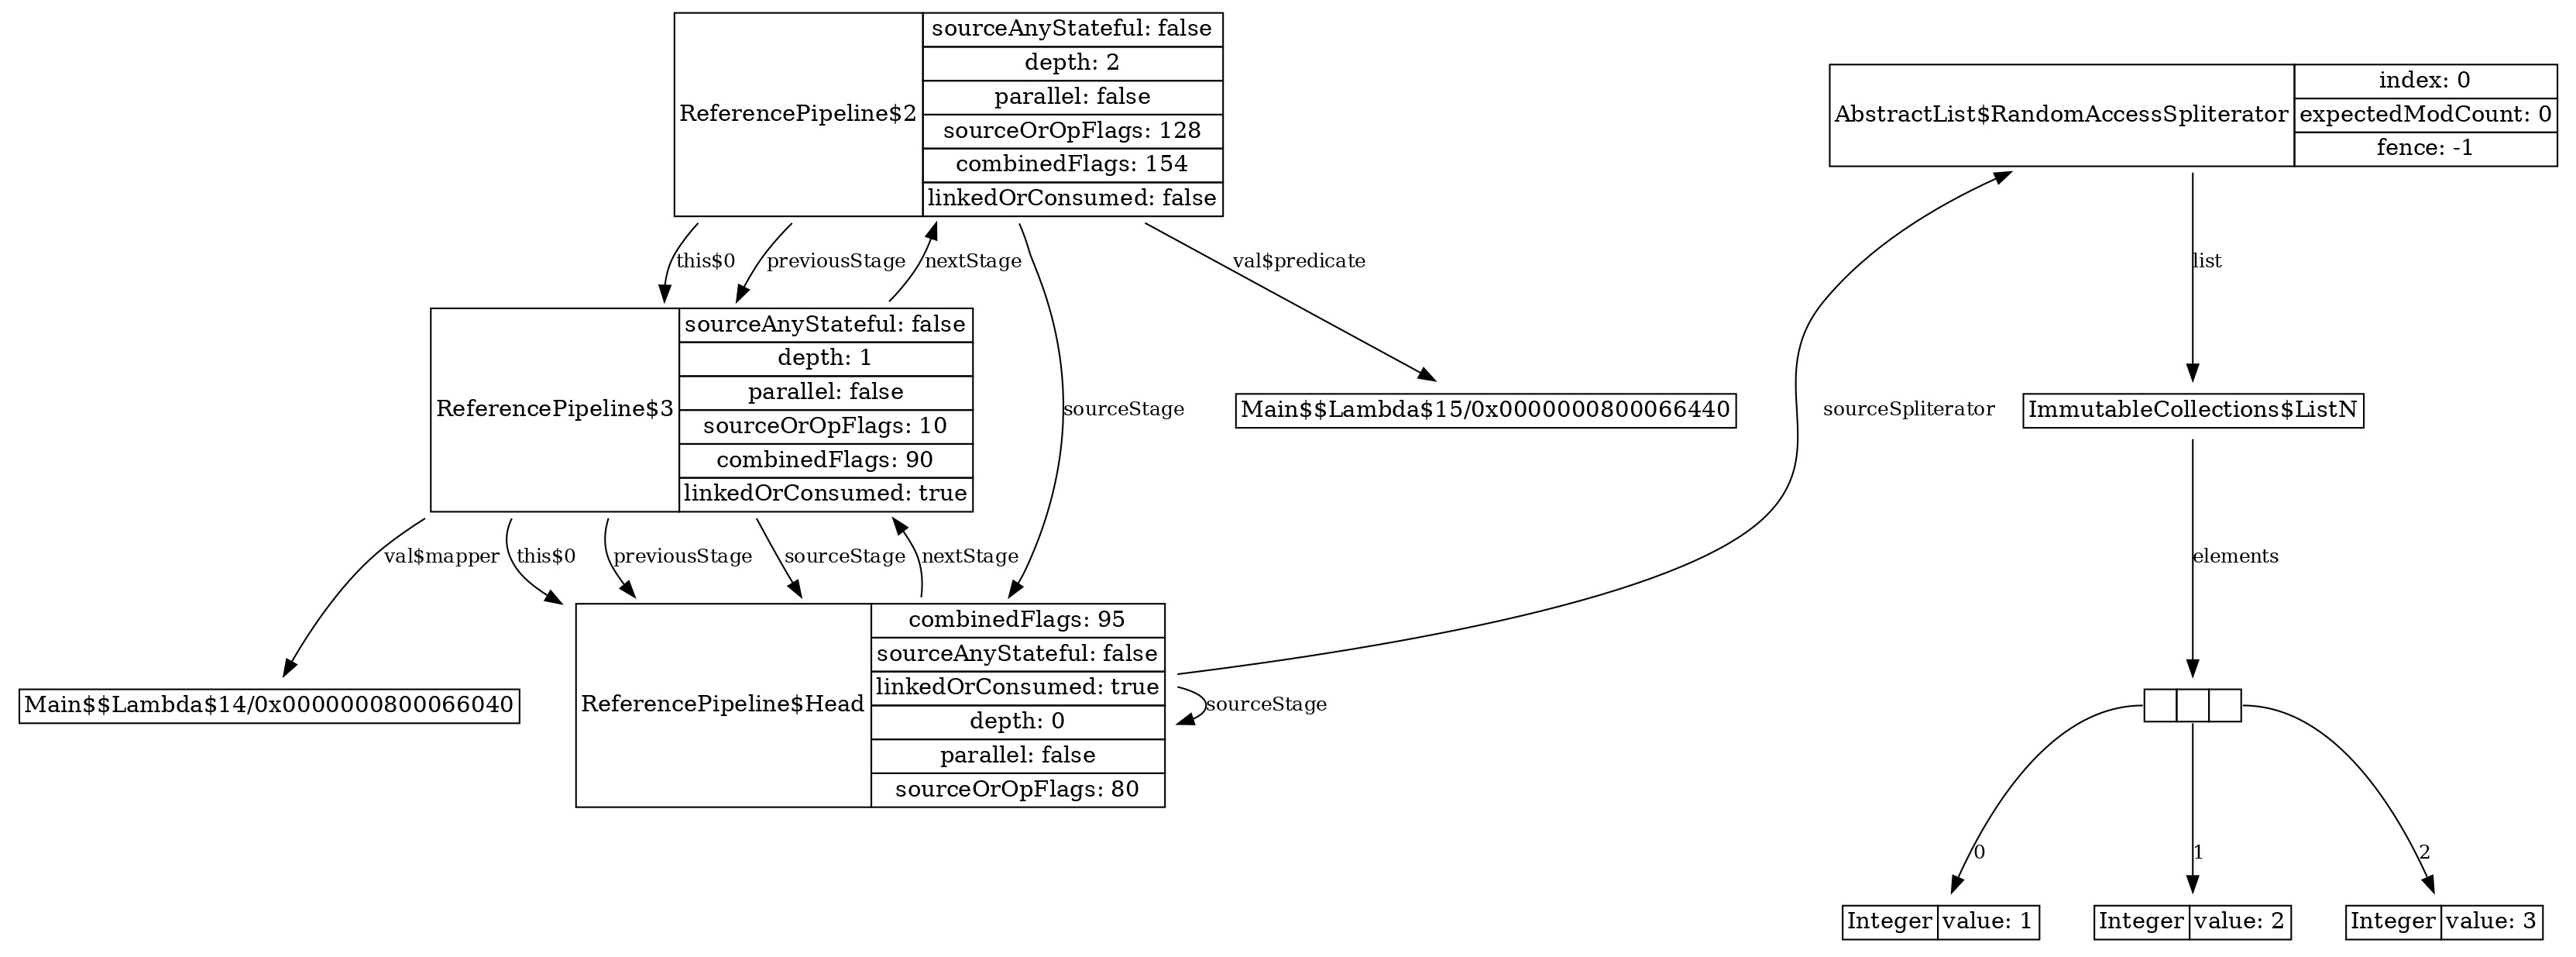 ReferencePipeline$2
sourceAnyStateful: false
depth: 2
parallel: false
sourceOrOpFlags: 128
combinedFlags: 154
linkedOrConsumed: false
AbstractList$RandomAccessSpliterator
index: 0
expectedModCount: 0
fence: -1
this$0
previousStage
nextStage
val$predicate
list
ReferencePipeline$3
sourceAnyStateful: false
depth: 1
parallel: false
sourceOrOpFlags: 10
combinedFlags: 90
linkedOrConsumed: true
sourceStage
Main$$Lambda$15/0x0000000800066440
sourceSpliterator
ImmutableCollections$ListN
val$mapper
this$0
previousStage
sourceStage
nextStage
elements
Main$$Lambda$14/0x0000000800066040
ReferencePipeline$Head
combinedFlags: 95
sourceAnyStateful: false
linkedOrConsumed: true
depth: 0
parallel: false
sourceOrOpFlags: 80
sourceStage
0
1
2
Integer value: 1
Integer value: 2
Integer value: 3